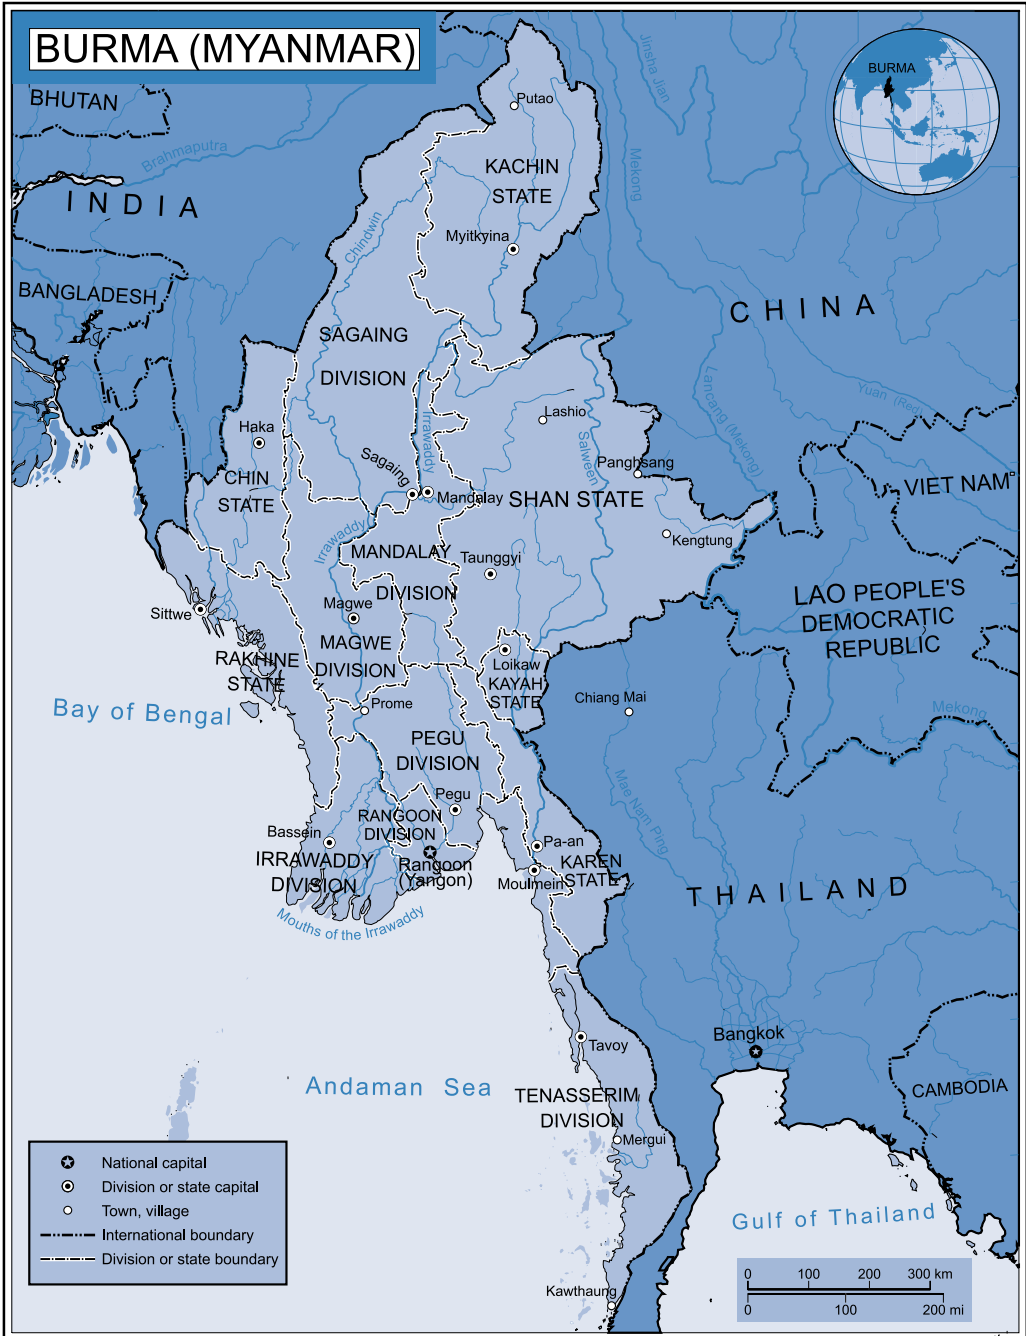 BURMA (MYANMAR)
BURMA
BHUTAN
Brahmaputra
INDIA
BANGLADESH
Putao
KACHIN
STATE
Myitkyina
Chindwin
Jinsha Jian
Mekong
CHINA
SAGAING
DIVISION
Lancang (Mekong)
Yuan (Red)
Haka
CHIN
STATE
Sagaing
Irrawaddy
Mandalay
Lashio
Salween
Panghsang
SHAN STATE
VIET NAM
Kengtung
Irrawaddy
MANDALAY
DIVISION
Taunggyi
Magwe
MAGWE
DIVISION
Sittwe
RAKHINE
STATE
Loikaw
KAYAH
STATE
LAO PEOPLE'S
DEMOCRATIC
REPUBLIC
Chiang Mai
Mekong
Bay of Bengal
Prome
PEGU
DIVISION
Pegu
Mae Nam Ping
RANGOON
DIVISION
Rangoon
(Yangon)
Bassein
IRRAWADDY
DIVISION
Mouths of the Irrawaddy
Pa-an
KAREN
STATE
Moulmein
THAILAND
Tavoy
Bangkok
Andaman Sea
TENASSERIM
DIVISION
Mergui
CAMBODIA
Gulf of Thailand
Kawthaung
National capital
Division or state capital
Town, village
International boundary
Division or state boundary
0 100 200 300 km
0 100 200 mi